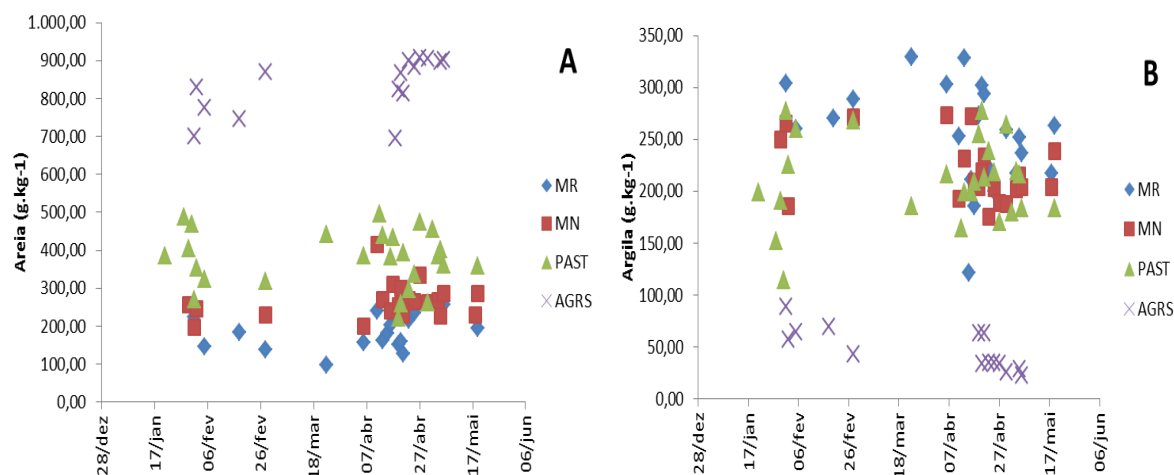 A
Areia (g.kg-1)
1.000,00
900,00
800,00
700,00
600,00
500,00
400,00
300,00
200,00
100,00
0,00
28/dez
17/jan
06/fev
26/fev
18/mar
07/abr
27/abr
17/mai
06/jun
MR
MN
PAST
AGRS
B
Argila (g.kg-1)
350,00
300,00
250,00
200,00
150,00
100,00
50,00
0,00
28/dez
17/jan
06/fev
26/fev
18/mar
07/abr
27/abr
17/mai
06/jun
MR
MN
PAST
AGRS